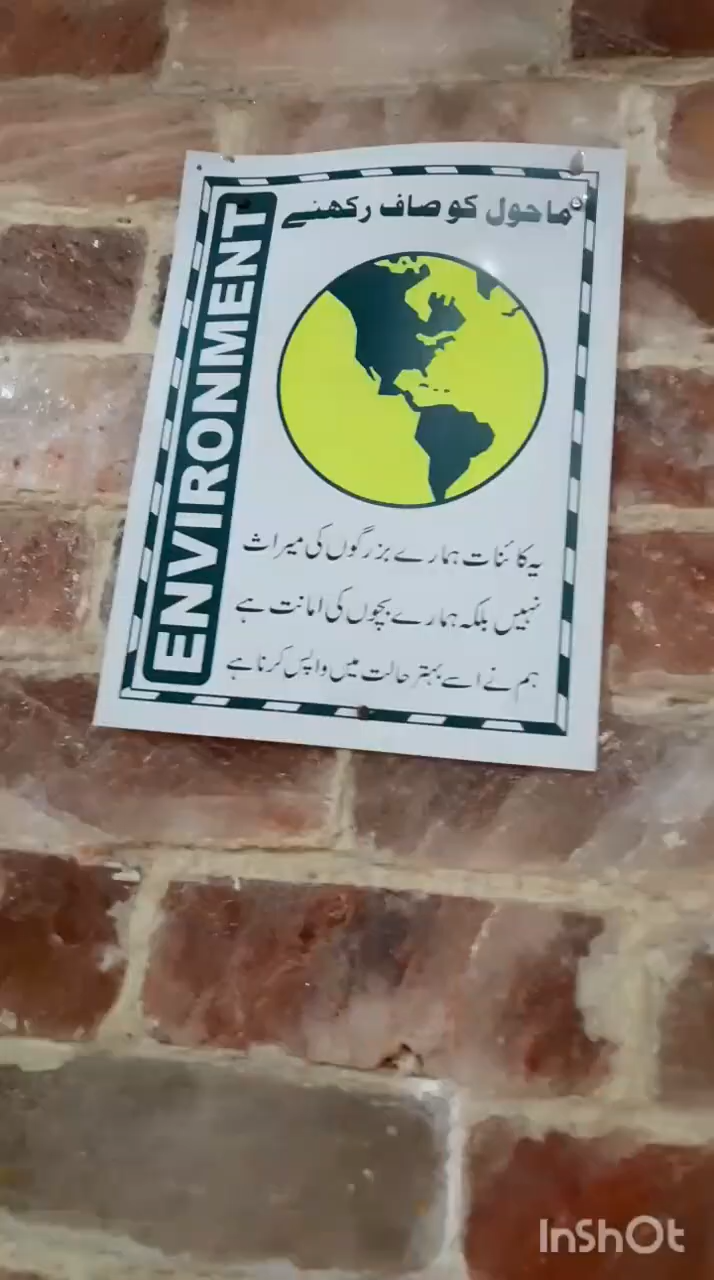 ماحول کو صاف رکھئے
ENVIRONMENT
یہ کائنات ہمارے بزرگوں کی میراث
نہیں بلکہ ہمارے بچوں کی امانت ہے
ہم نے اسے بہتر حالت میں واپس کرنا ہے
InShOt